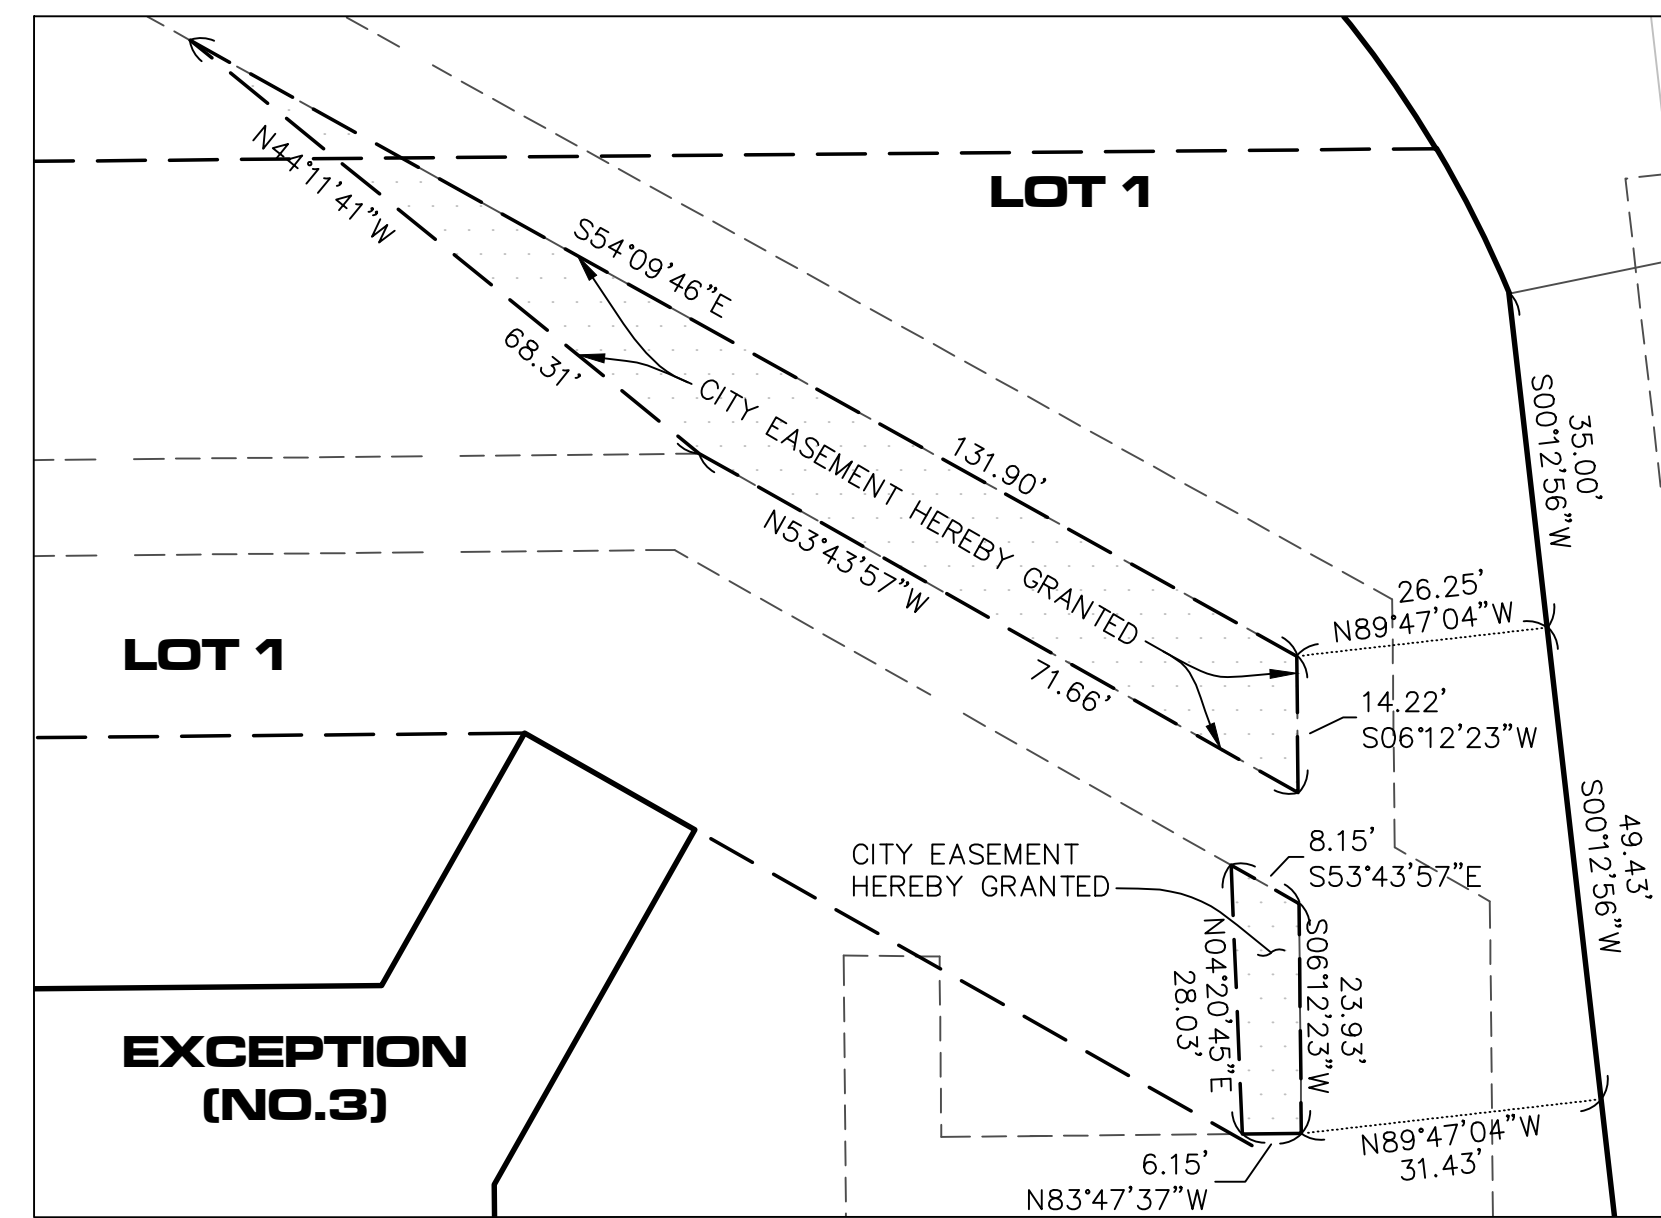 N44°11'41"W
LOT 1
S54°09'46"E
68.31'
CITY EASEMENT HEREBY GRANTED
131.90'
35.00'
S00°12'56"W
N53°43'57"W
71.66'
26.25'
N89°47'04"W
LOT 1
14.22'
S06°12'23"W
49.43'
S00°12'56"W
8.15'
S53°43'57"E
CITY EASEMENT
HEREBY GRANTED
N04°20'45"E
28.03'
23.93'
S06°12'23"W
EXCEPTION
(NO.3)
N89°47'04"W
31.43'
6.15'
N83°47'37"W